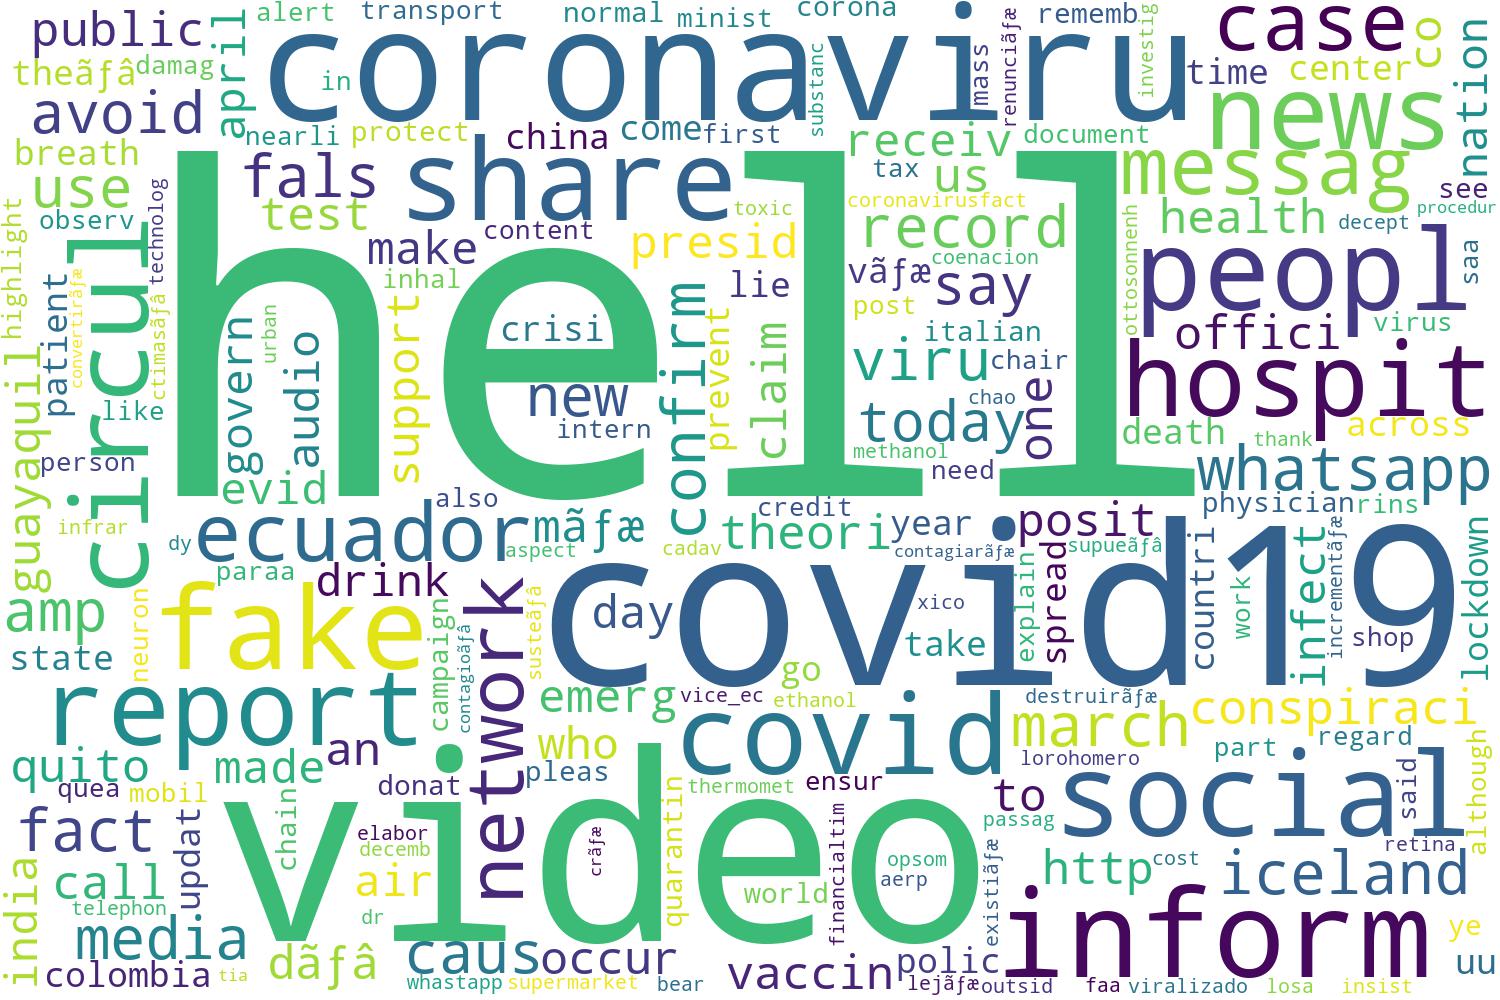 public
alert
transport
normal
minist
corona
rememb
case
co
theãƒâ
damag
april
in
coronaviru
substanc
mass
renunciãƒæ
investig
time
center
nation
avoid
nearli
protect
china
come
first
receiv
document
news
breath
use
fals
share
tax
us
messag
see
observ
technolog
test
content
toxic
coronavirusfact
record
health
decept
procedur
highlight
circul
make
presid
coenacion
ottosonnenh
peopl
saa
patient
convertirãƒæ
ctimasãƒâ
hell
inhal
lie
vãƒæ
say
post
offici
virus
guayaquil
like
govern
urban
audio
support
crisi
confirm
prevent
claim
italian
viru
chair
one
hospit
person
new
intern
chao
today
death
thank
across
methanol
need
whatsapp
evid
also
credit
physician
rins
infrar
dy
ecuador
aspect
mãƒæ
cadav
theori
year
contagiarãƒæ
posit
supueãƒâ
countri
infect
incrementãƒæ
lockdown
paraa
drink
network
covid19
amp
neuron
fake
campaign
contagioãƒâ
susteãƒâ
day
xico
take
explain
spread
work
shop
state
report
emerg
vice_ec
go
ethanol
destruirãƒæ
march
conspiraci
quito
made
an
who
covid
lorohomero
part
regard
although
quea
mobil
donat
pleas
quarantin
thermomet
ensur
to
social
said
fact
updat
chain
elabor
decemb
video
crãƒæ
financialtim
passag
retina
india
call
air
world
opsom
aerp
existiãƒæ
http
cost
iceland
telephon
dr
inform
ye
media
dãƒâ
caus
occur
vaccin
polic
uu
colombia
tia
whastapp
supermarket
bear
lejãƒæ
outsid
faa
viralizado
losa
insist